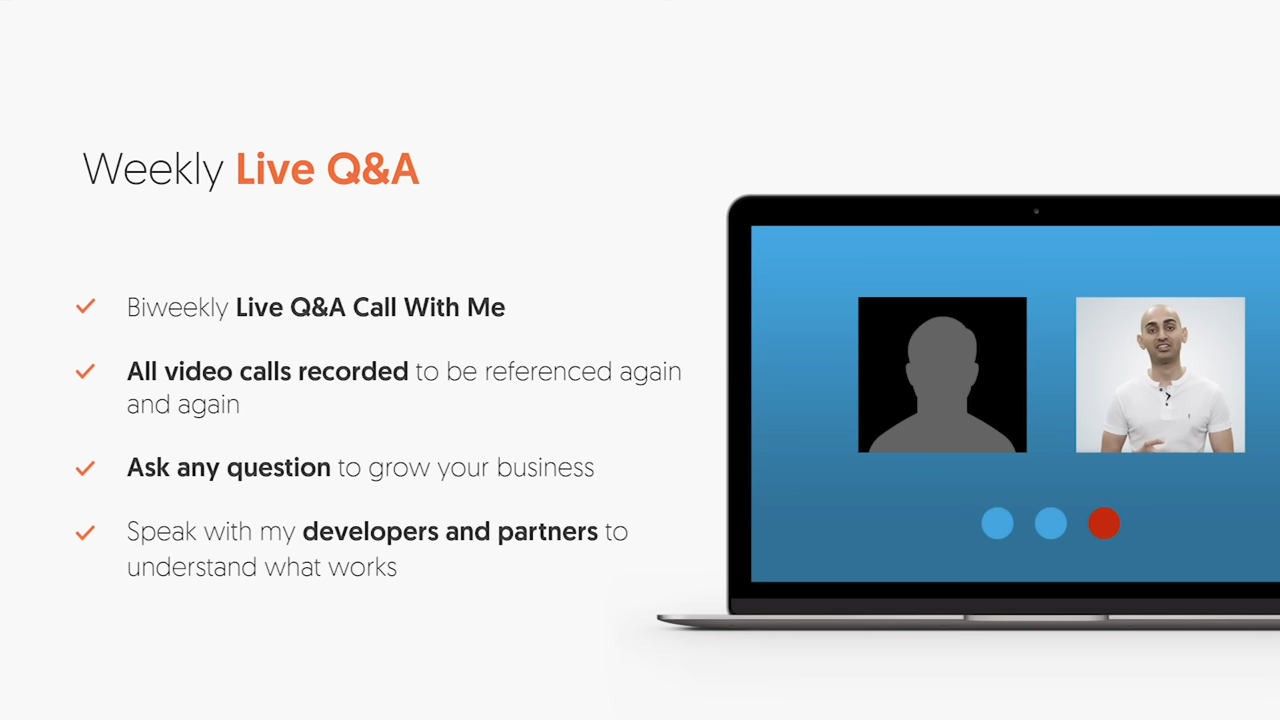 Weekly Live Q&A
Biweekly Live Q&A Call With Me
All video calls recorded to be referenced again
and again
Ask any question to grow your business
Speak with my developers and partners to
understand what works